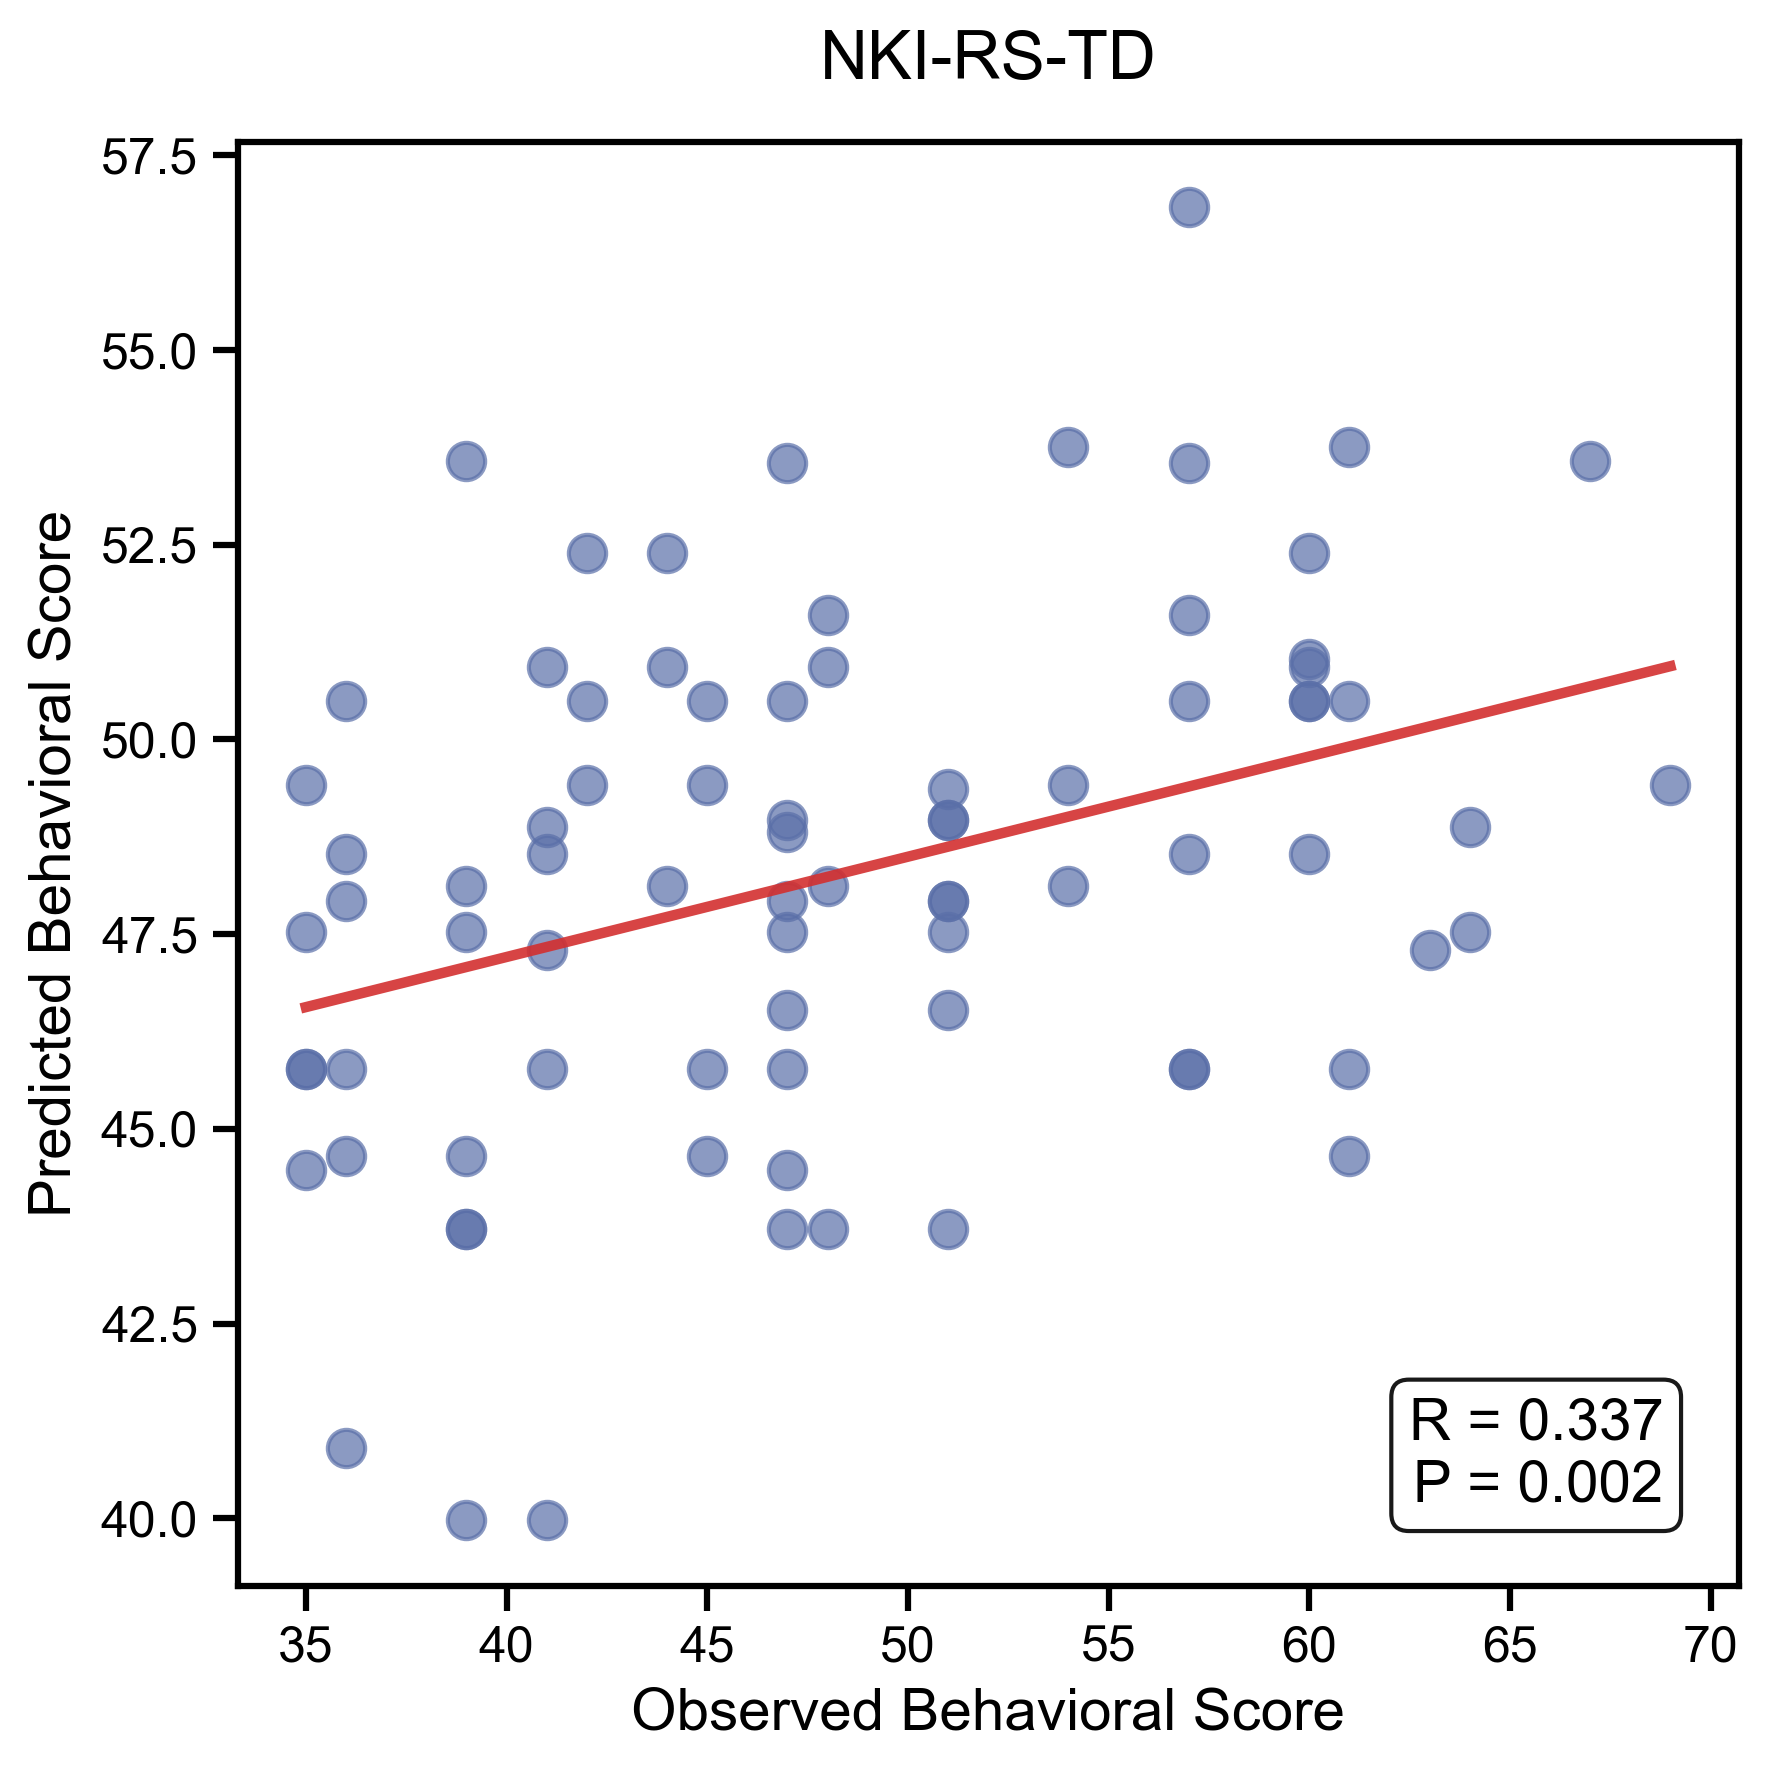 NKI-RS-TD
57.5
55.0
52.5
50.0
47.5
45.0
42.5
40.0
Predicted Behavioral Score
R = 0.337
P = 0.002
35 40 45 50 55 60 65 70
Observed Behavioral Score